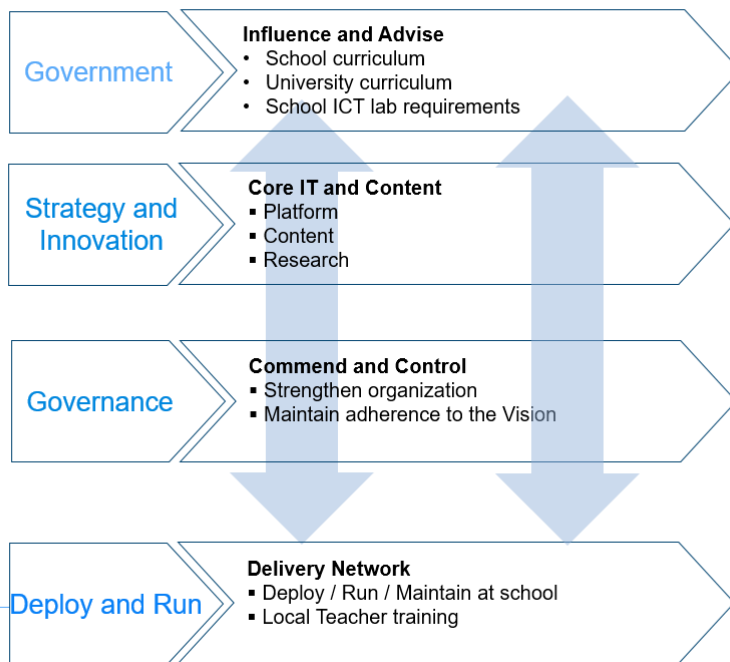 Government
Influence and Advise
• School curriculum
• University curriculum
• School ICT lab requirements
Strategy and
Innovation
Core IT and Content
▪ Platform
▪ Content
▪ Research
Governance
Commend and Control
▪ Strengthen organization
▪ Maintain adherence to the Vision
Deploy and Run
Delivery Network
▪ Deploy / Run / Maintain at school
▪ Local Teacher training